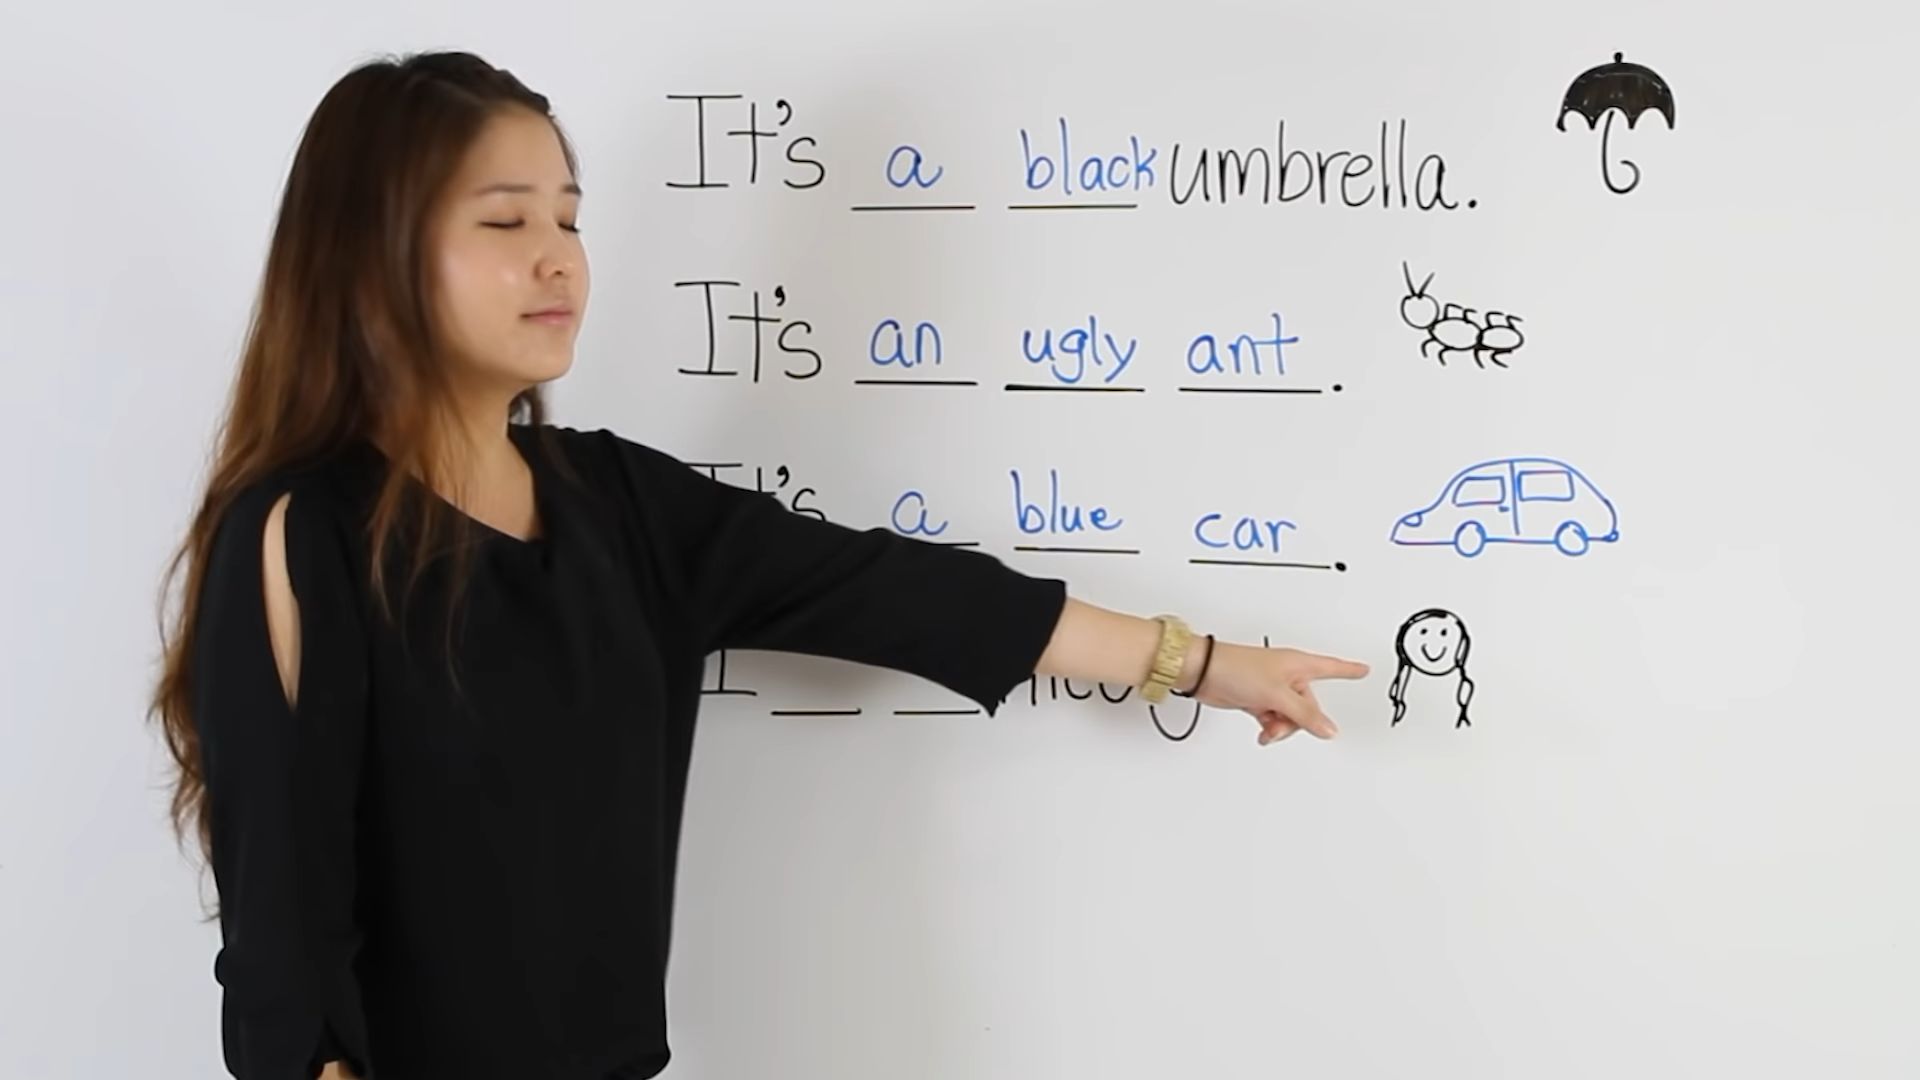 It's a black umbrella.
It's an ugly ant.
It's a blue car.
I